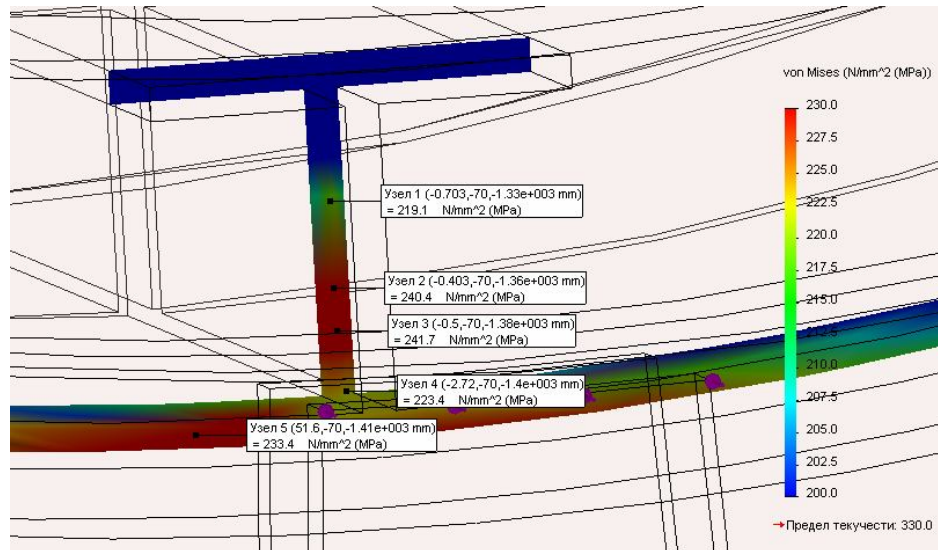 von Mises (N/mm^2 (MPa))
230.0
227.5
225.0
222.5
220.0
217.5
215.0
212.5
210.0
207.5
205.0
202.5
200.0
Предел текучести: 330.0
Узел 1 (-0.703,-70,-1.33e+003 mm)
= 219.1 N/mm^2 (MPa)
Узел 2 (-0.403,-70,-1.36e+003 mm)
= 240.4 N/mm^2 (MPa)
Узел 3 (-0.5,-70,-1.38e+003 mm)
= 241.7 N/mm^2 (MPa)
Узел 4 (-2.72,-70,-1.4e+003 mm)
= 223.4 N/mm^2 (MPa)
Узел 5 (51.6,-70,-1.41e+003 mm)
= 233.4 N/mm^2 (MPa)